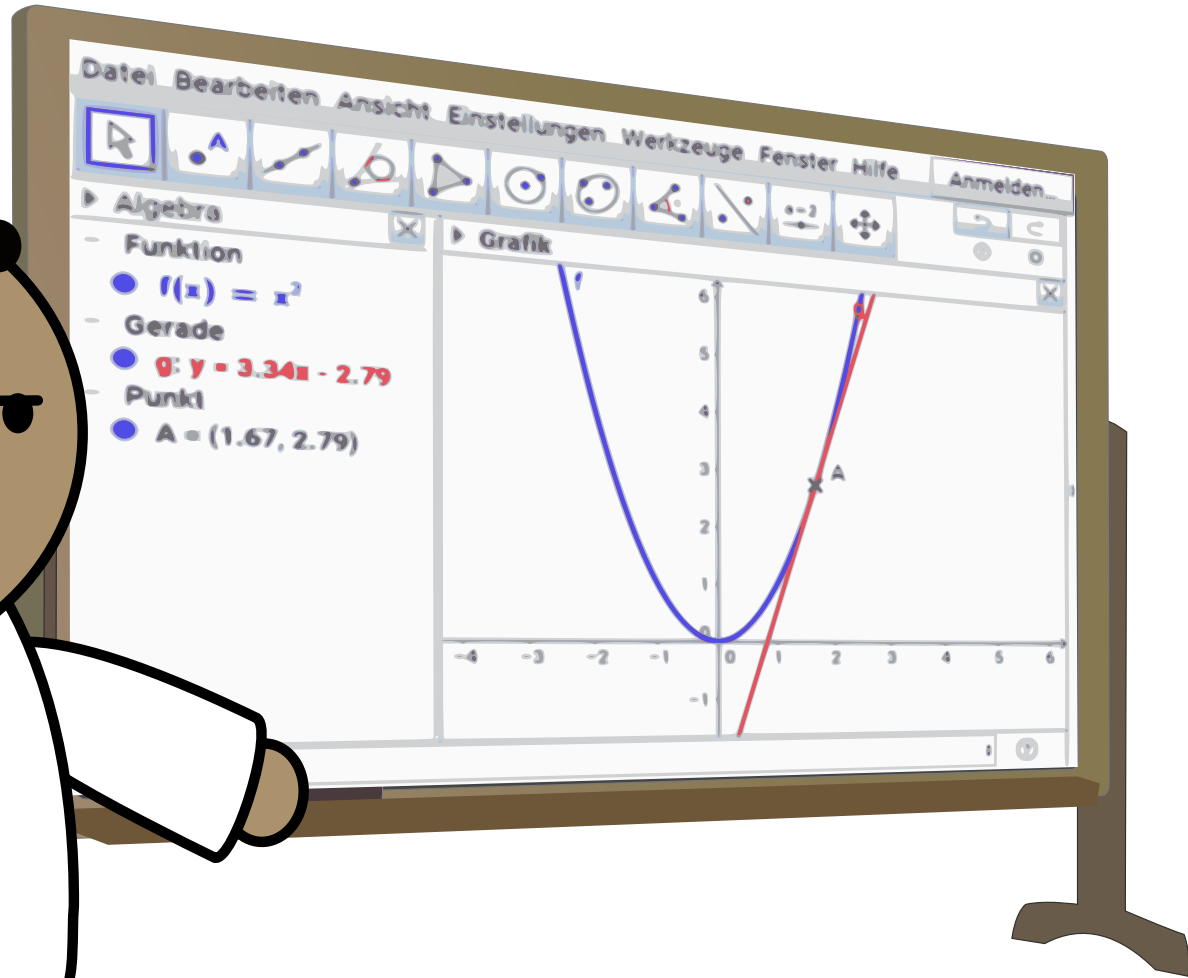 Datei Bearbeiten Ansicht Einstellungen Werkzeuge Fenster Hilfe Anmelden...
A
a=2
Algebra
Funktion
f(x) = x²
Gerade
g: y = 3.34x - 2.79
Punkt
A = (1.67, 2.79)
Grafik
f
g
A
6
5
4
3
2
1
0
-1
-4 -3 -2 -1 0 1 2 3 4 5 6